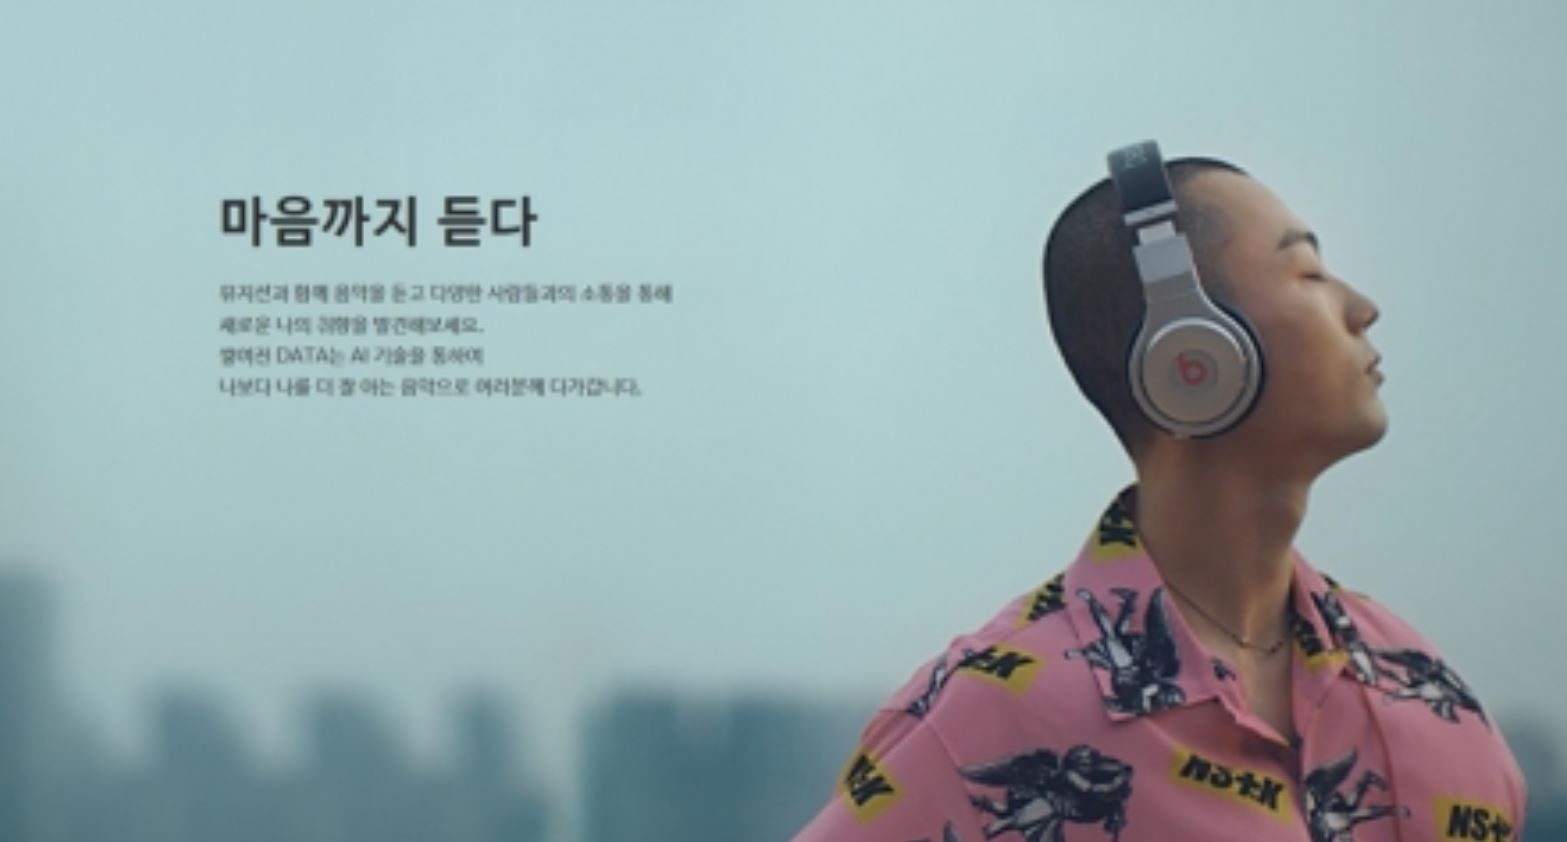 마음까지 듣다
뮤지션과 함께 음악을 듣고 다양한 사람들과의 소통을 통해
새로운 나의 취향을 발견해보세요.
DATA는 AI 기술을 통하여
나보다 나를 더 잘 아는 음악으로 여러분께 다가갑니다.
b
NS+K
NS+